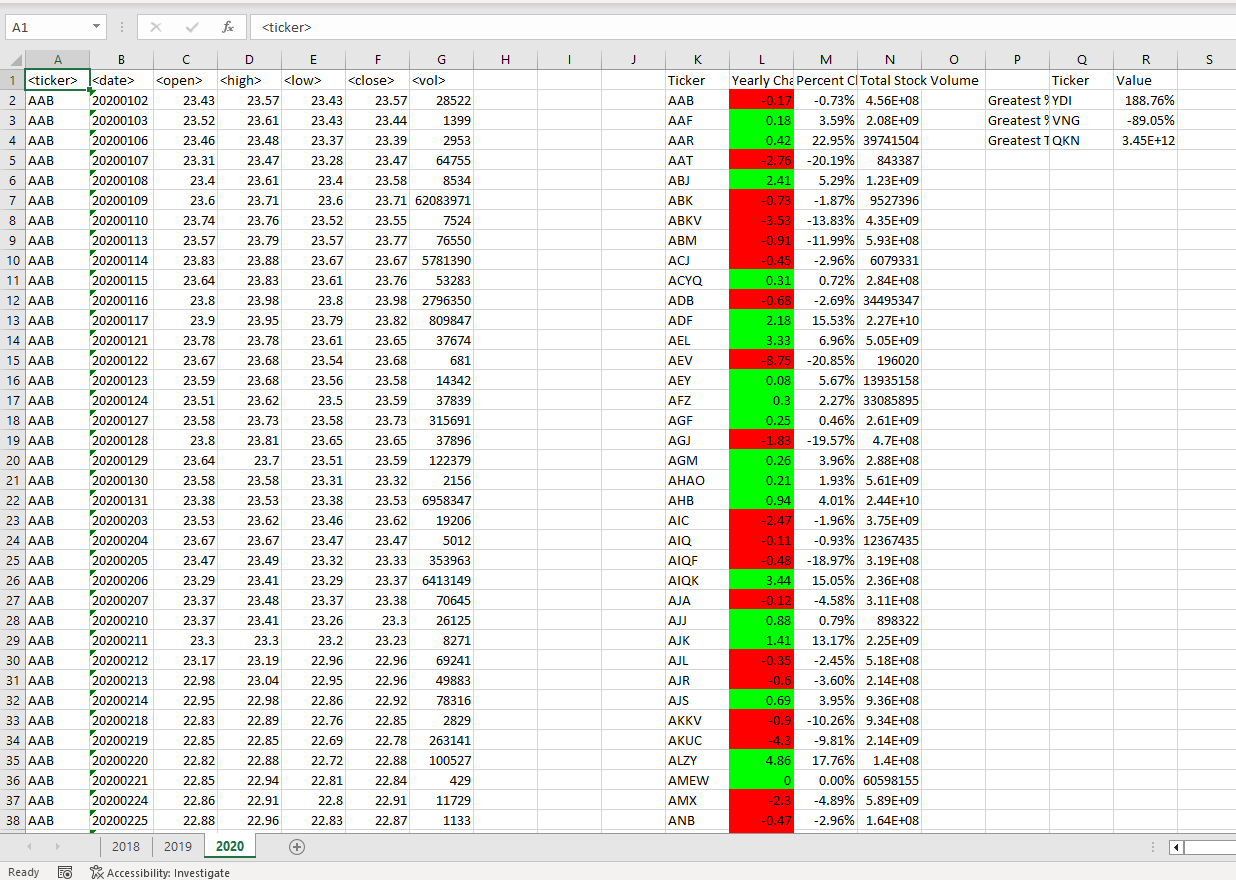 A1 fx <ticker>
A B C D E F G H I J K L M N O P Q R S
1 <ticker> <date> <open> <high> <low> <close> <vol> Ticker Yearly Cha Percent Cl Total Stock Volume Ticker Value
2 AAB 20200102 23.43 23.57 23.43 23.57 28522 AAB -0.17 -0.73% 4.56E+08 Greatest % YDI 188.76%
3 AAB 20200103 23.52 23.61 23.43 23.44 1399 AAF 0.18 3.59% 2.08E+09 Greatest % VNG -89.05%
4 AAB 20200106 23.46 23.48 23.37 23.39 2953 AAR 0.42 22.95% 39741504 Greatest T QKN 3.45E+12
5 AAB 20200107 23.31 23.47 23.28 23.47 64755 AAT -2.76 -20.19% 843387
6 AAB 20200108 23.4 23.61 23.4 23.58 8534 ABJ 2.41 5.29% 1.23E+09
7 AAB 20200109 23.6 23.71 23.6 23.71 62083971 ABK -0.73 -1.87% 9527396
8 AAB 20200110 23.74 23.76 23.52 23.55 7524 ABKV -3.53 -13.83% 4.35E+09
9 AAB 20200113 23.57 23.79 23.57 23.77 76550 ABM -0.91 -11.99% 5.93E+08
10 AAB 20200114 23.83 23.88 23.67 23.67 5781390 ACJ -0.45 -2.96% 6079331
11 AAB 20200115 23.64 23.83 23.61 23.76 53283 ACYQ 0.31 0.72% 2.84E+08
12 AAB 20200116 23.8 23.98 23.8 23.98 2796350 ADB -0.68 -2.69% 34495347
13 AAB 20200117 23.9 23.95 23.79 23.82 809847 ADF 2.18 15.53% 2.27E+10
14 AAB 20200121 23.78 23.78 23.61 23.65 37674 AEL 3.33 6.96% 5.05E+09
15 AAB 20200122 23.67 23.68 23.54 23.68 681 AEV -8.75 -20.85% 196020
16 AAB 20200123 23.59 23.68 23.56 23.58 14342 AEY 0.08 5.67% 13935158
17 AAB 20200124 23.51 23.62 23.5 23.59 37839 AFZ 0.3 2.27% 33085895
18 AAB 20200127 23.58 23.73 23.58 23.73 315691 AGF 0.25 0.46% 2.61E+09
19 AAB 20200128 23.8 23.81 23.65 23.65 37896 AGJ -1.83 -19.57% 4.7E+08
20 AAB 20200129 23.64 23.7 23.51 23.59 122379 AGM 0.26 3.96% 2.88E+08
21 AAB 20200130 23.58 23.58 23.31 23.32 2156 AHAO 0.21 1.93% 5.61E+09
22 AAB 20200131 23.38 23.53 23.38 23.53 6958347 AHB 0.94 4.01% 2.44E+10
23 AAB 20200203 23.53 23.62 23.46 23.62 19206 AIC -2.47 -1.96% 3.75E+09
24 AAB 20200204 23.67 23.67 23.47 23.47 5012 AIQ -0.11 -0.93% 12367435
25 AAB 20200205 23.47 23.49 23.32 23.33 353963 AIQF -0.48 -18.97% 3.19E+08
26 AAB 20200206 23.29 23.41 23.29 23.37 6413149 AIQK 3.44 15.05% 2.36E+08
27 AAB 20200207 23.37 23.48 23.37 23.38 70645 AJA -0.12 -4.58% 3.11E+08
28 AAB 20200210 23.37 23.41 23.26 23.3 26125 AJJ 0.88 0.79% 898322
29 AAB 20200211 23.3 23.3 23.2 23.23 8271 AJK 1.41 13.17% 2.25E+09
30 AAB 20200212 23.17 23.19 22.96 22.96 69241 AJL -0.35 -2.45% 5.18E+08
31 AAB 20200213 22.98 23.04 22.95 22.96 49883 AJR -0.6 -3.60% 2.14E+08
32 AAB 20200214 22.95 22.98 22.86 22.92 78316 AJS 0.69 3.95% 9.36E+08
33 AAB 20200218 22.83 22.89 22.76 22.85 2829 AKKV -0.9 -10.26% 9.34E+08
34 AAB 20200219 22.85 22.85 22.69 22.78 263141 AKUC -4.3 -9.81% 2.14E+09
35 AAB 20200220 22.82 22.88 22.72 22.88 100527 ALZY 4.86 17.76% 1.4E+08
36 AAB 20200221 22.85 22.94 22.81 22.84 429 AMEW 0 0.00% 60598155
37 AAB 20200224 22.86 22.91 22.8 22.91 11729 AMX -2.3 -4.89% 5.89E+09
38 AAB 20200225 22.88 22.96 22.83 22.87 1133 ANB -0.47 -2.96% 1.64E+08
2018 2019 2020
Ready Accessibility: Investigate